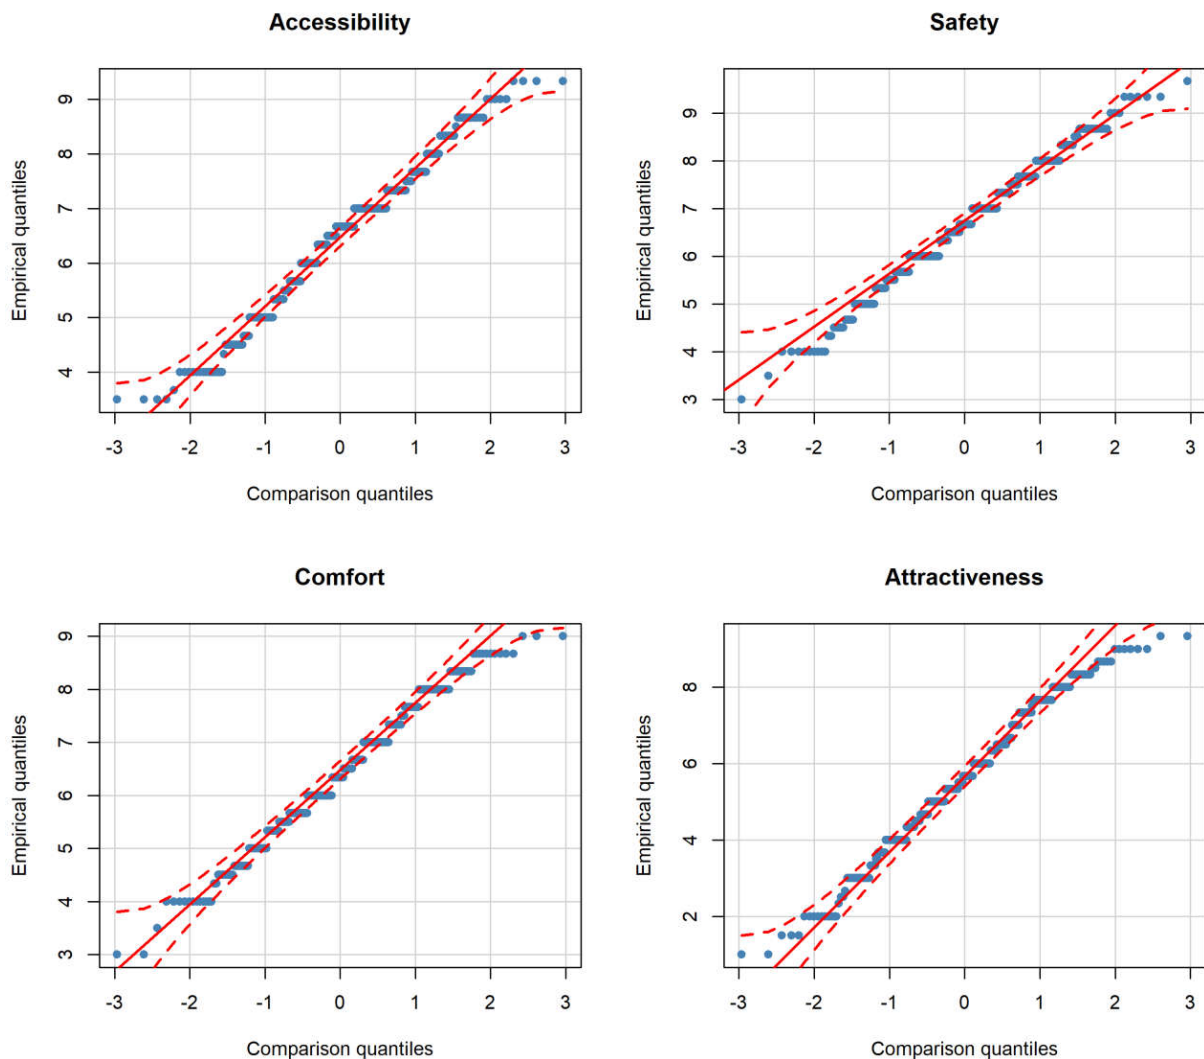 Accessibility
Empirical quantiles
9
8
7
6
5
4
-3 -2 -1 0 1 2 3
Comparison quantiles
Safety
Empirical quantiles
9
8
7
6
5
4
3
-3 -2 -1 0 1 2 3
Comparison quantiles
Comfort
Empirical quantiles
9
8
7
6
5
4
3
-3 -2 -1 0 1 2 3
Comparison quantiles
Attractiveness
Empirical quantiles
8
6
4
2
-3 -2 -1 0 1 2 3
Comparison quantiles